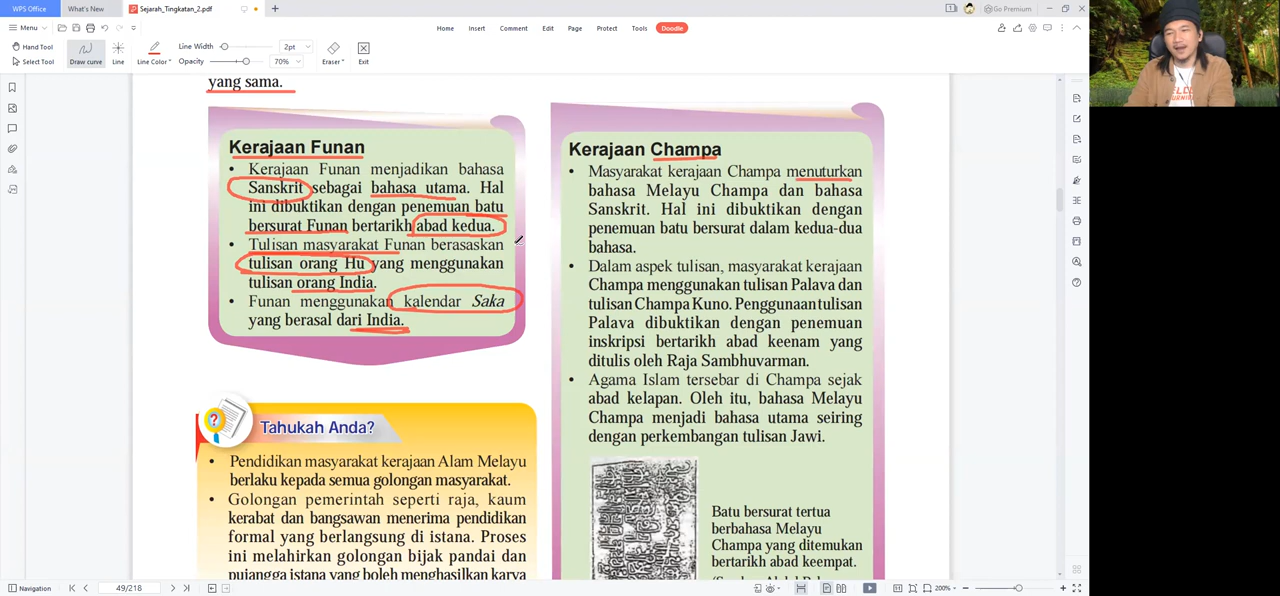 WPS Office
What's New
Sejarah_Tingkatan_2.pdf
Go Premium
Menu
Home
Insert
Comment
Edit
Page
Protect
Tools
Doodle
Hand Tool
Select Tool
Draw curve
Line
Line Color
Line Width
2pt
Opacity
70%
Eraser
Exit
yang sama.
Kerajaan Funan
• Kerajaan Funan menjadikan bahasa
Sanskrit sebagai bahasa utama. Hal
ini dibuktikan dengan penemuan batu
bersurat Funan bertarikh abad kedua.
• Tulisan masyarakat Funan berasaskan
tulisan orang Hu yang menggunakan
tulisan orang India.
• Funan menggunakan kalendar Saka
yang berasal dari India.
Tahukah Anda?
• Pendidikan masyarakat kerajaan Alam Melayu
berlaku kepada semua golongan masyarakat.
• Golongan pemerintah seperti raja, kaum
kerabat dan bangsawan menerima pendidikan
formal yang berlangsung di istana. Proses
ini melahirkan golongan bijak pandai dan
pujangga istana yang boleh menghasilkan karya
Kerajaan Champa
• Masyarakat kerajaan Champa menuturkan
bahasa Melayu Champa dan bahasa
Sanskrit. Hal ini dibuktikan dengan
penemuan batu bersurat dalam kedua-dua
bahasa.
• Dalam aspek tulisan, masyarakat kerajaan
Champa menggunakan tulisan Palava dan
tulisan Champa Kuno. Penggunaan tulisan
Palava dibuktikan dengan penemuan
inskripsi bertarikh abad keenam yang
ditulis oleh Raja Sambhuvarman.
• Agama Islam tersebar di Champa sejak
abad kelapan. Oleh itu, bahasa Melayu
Champa menjadi bahasa utama seiring
dengan perkembangan tulisan Jawi.
Batu bersurat tertua
berbahasa Melayu
Champa yang ditemukan
bertarikh abad keempat.
Navigation
49/218
200%